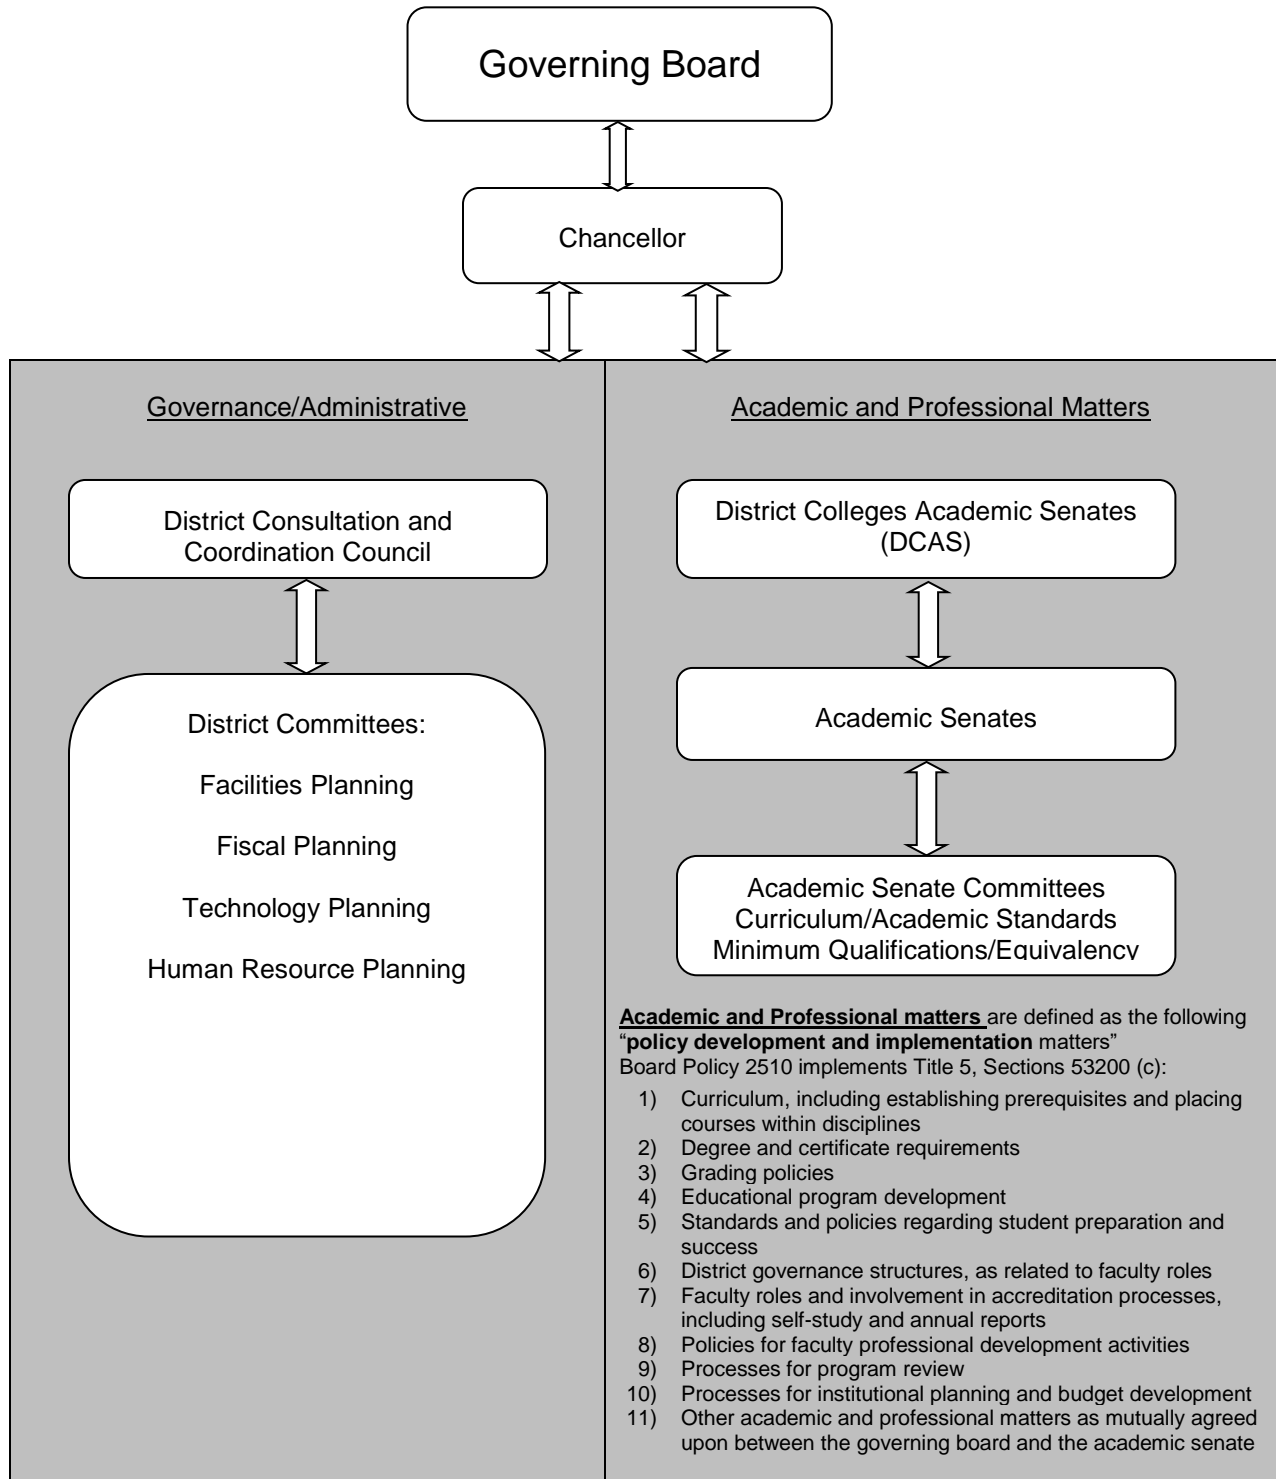 Governing Board
Chancellor
Governance/Administrative
District Consultation and
Coordination Council
District Committees:
Facilities Planning
Fiscal Planning
Technology Planning
Human Resource Planning
Academic and Professional Matters
District Colleges Academic Senates
(DCAS)
Academic Senates
Academic Senate Committees
Curriculum/Academic Standards
Minimum Qualifications/Equivalency
Academic and Professional matters are defined as the following
“policy development and implementation matters”
Board Policy 2510 implements Title 5, Sections 53200 (c):
1) Curriculum, including establishing prerequisites and placing
courses within disciplines
2) Degree and certificate requirements
3) Grading policies
4) Educational program development
5) Standards and policies regarding student preparation and
success
6) District governance structures, as related to faculty roles
7) Faculty roles and involvement in accreditation processes,
including self-study and annual reports
8) Policies for faculty professional development activities
9) Processes for program review
10) Processes for institutional planning and budget development
11) Other academic and professional matters as mutually agreed
upon between the governing board and the academic senate